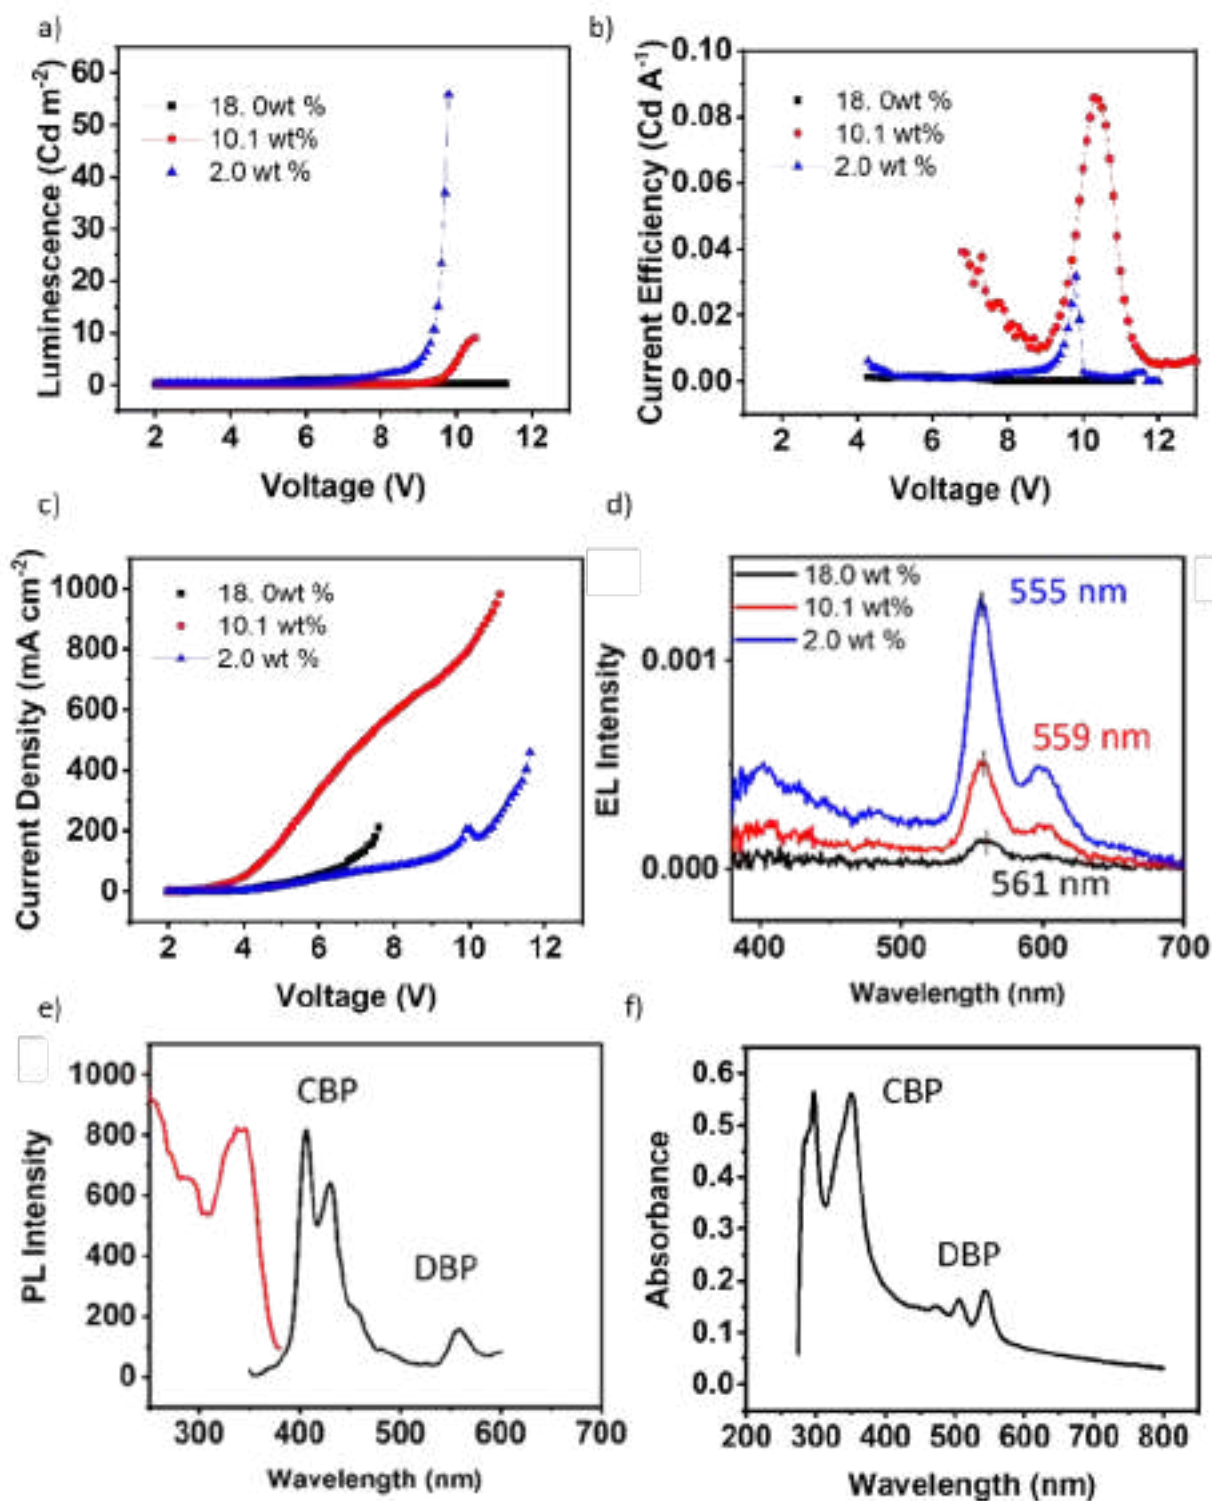 a)
Luminescence (Cd m-2)
60
50
40
30
20
10
0
18. 0wt %
10.1 wt%
2.0 wt %
2 4 6 8 10 12
Voltage (V)
b)
Current Efficiency (Cd A-1)
0.10
0.08
0.06
0.04
0.02
0.00
18. 0wt %
10.1 wt%
2.0 wt %
2 4 6 8 10 12
Voltage (V)
c)
Current Density (mA cm-2)
1000
800
600
400
200
0
18. 0wt %
10.1 wt%
2.0 wt %
2 4 6 8 10 12
Voltage (V)
d)
EL Intensity
0.001
0.000
18.0 wt %
10.1 wt%
2.0 wt %
555 nm
559 nm
561 nm
400 500 600 700
Wavelength (nm)
e)
PL Intensity
1000
800
600
400
200
0
CBP
DBP
300 400 500 600 700
Wavelength (nm)
f)
Absorbance
0.6
0.5
0.4
0.3
0.2
0.1
0.0
CBP
DBP
200 300 400 500 600 700 800
Wavelength (nm)